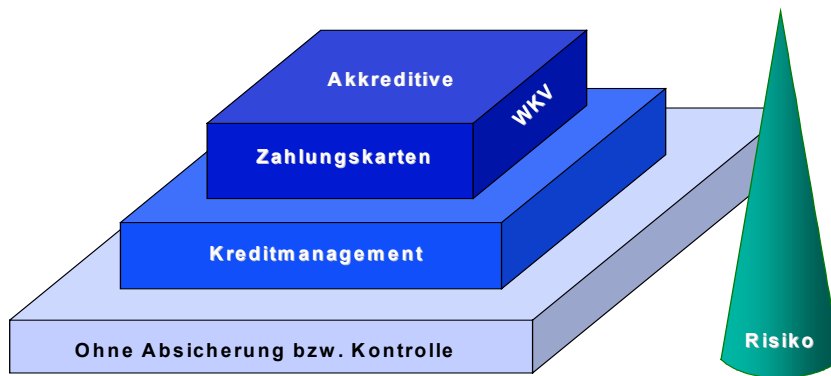 Akkreditive
WKV
Zahlungskarten
Kreditmanagement
Ohne Absicherung bzw. Kontrolle
Risiko